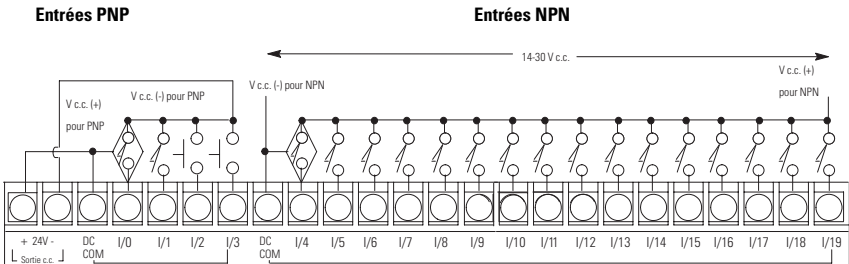 Entrées PNP
Entrées NPN
14-30 V c.c.
V c.c. (+)
pour PNP
V c.c. (-) pour PNP
V c.c. (-) pour NPN
V c.c. (+)
pour NPN
+ 24V -
Sortie c.c.
DC
COM
I/0
I/1
I/2
I/3
DC
COM
I/4
I/5
I/6
I/7
I/8
I/9
I/10
I/11
I/12
I/13
I/14
I/15
I/16
I/17
I/18
I/19